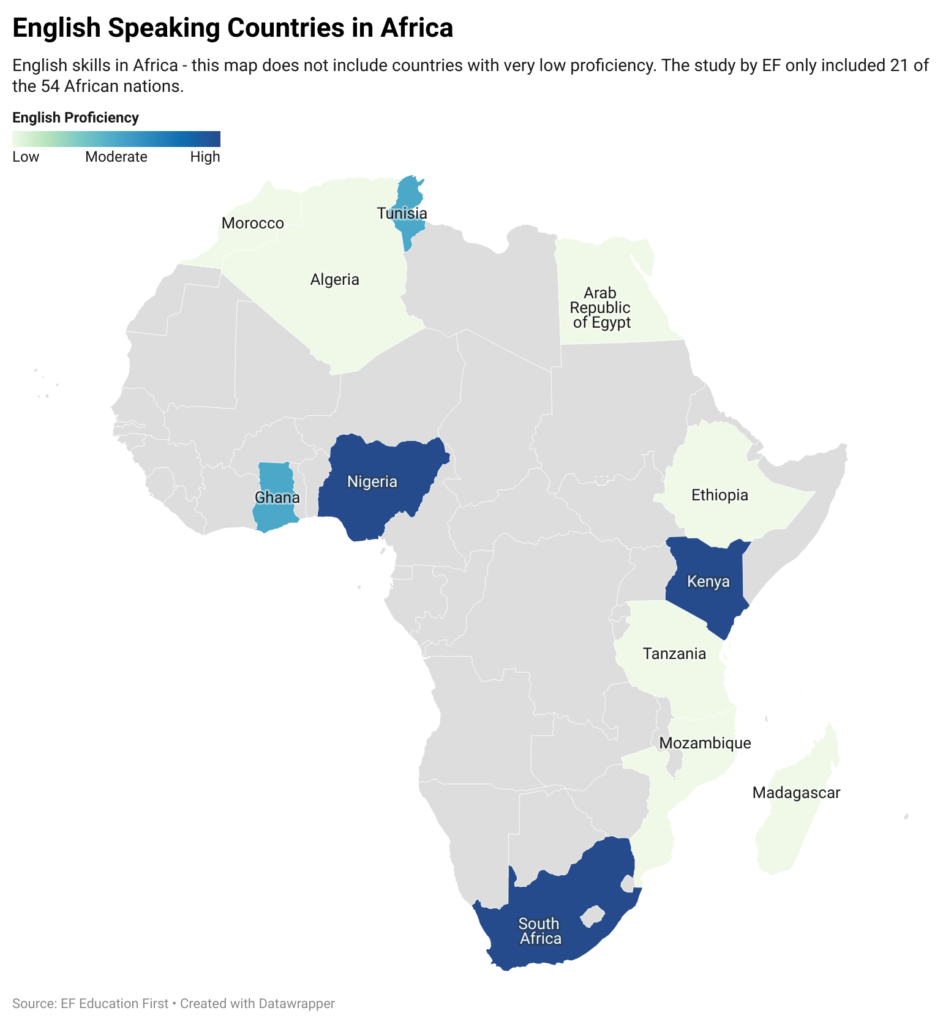 English Speaking Countries in Africa
English skills in Africa - this map does not include countries with very low proficiency. The study by EF only included 21 of
the 54 African nations.
English Proficiency
Low Moderate High
Tunisia
Morocco
Algeria
Arab
Republic
of Egypt
Nigeria
Ghana
Ethiopia
Kenya
Tanzania
Mozambique
Madagascar
South
Africa
Source: EF Education First • Created with Datawrapper